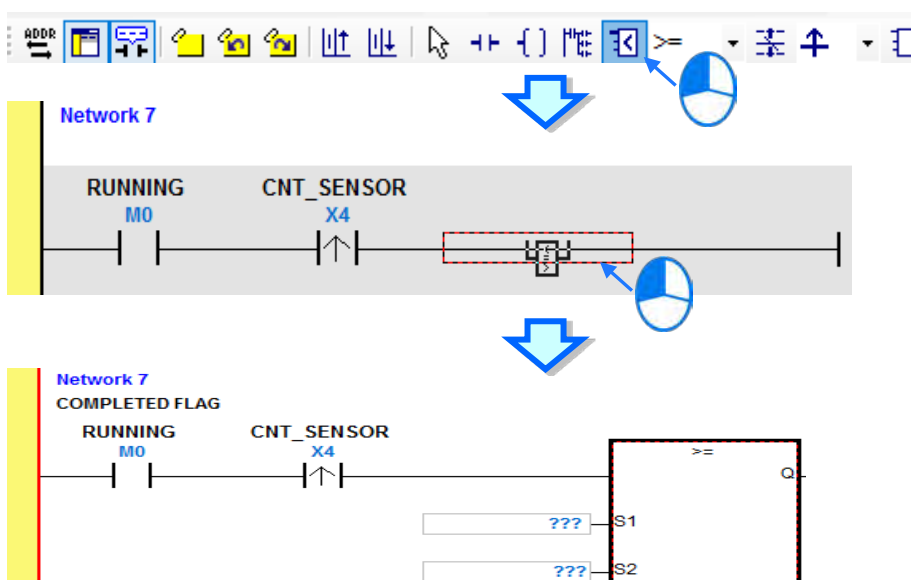 ADDR
>=
Network 7
RUNNING CNT_SENSOR
M0 X4
Network 7
COMPLETED FLAG
RUNNING CNT_SENSOR
M0 X4
>=
Q
??? S1
??? S2